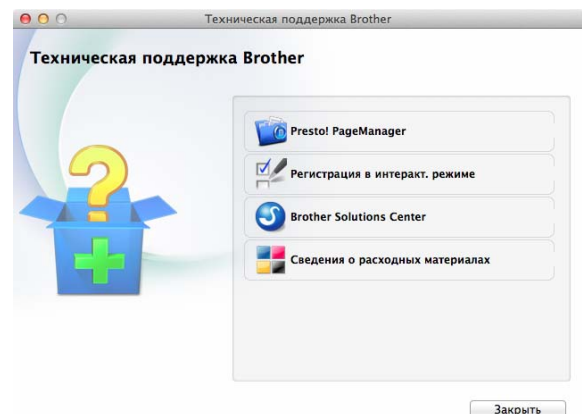 Техническая поддержка Brother
Техническая поддержка Brother
Presto! PageManager
Регистрация в интеракт. режиме
Brother Solutions Center
Сведения о расходных материалах
Закрыть